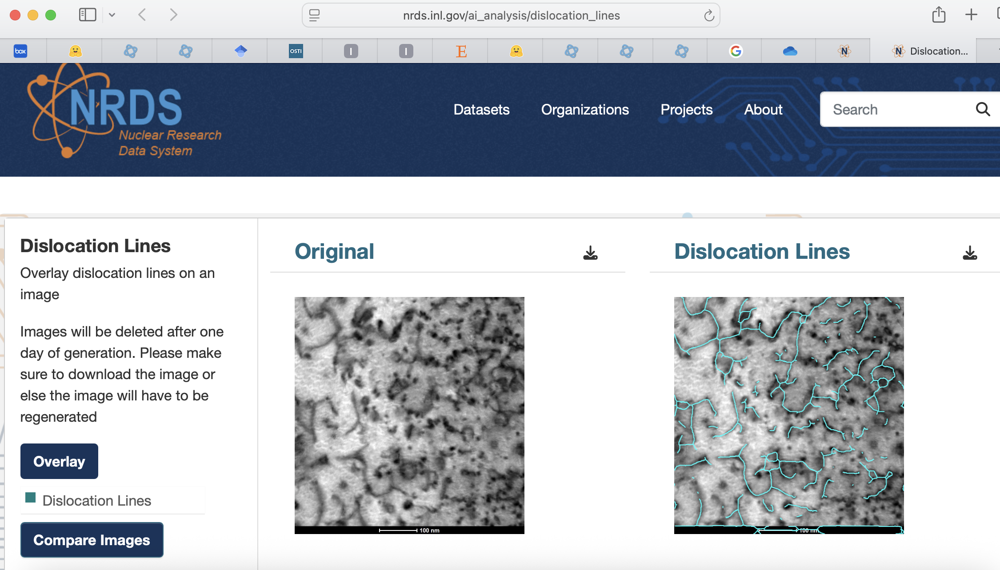 nrds.inl.gov/ai_analysis/dislocation_lines
box
OSTI
I
I
E
G
N
N
Dislocation...
NRDS
Nuclear Research
Data System
Datasets
Organizations
Projects
About
Search
Dislocation Lines
Overlay dislocation lines on an
image
Images will be deleted after one
day of generation. Please make
sure to download the image or
else the image will have to be
regenerated
Overlay
Dislocation Lines
Compare Images
Original
100 nm
Dislocation Lines
100 nm